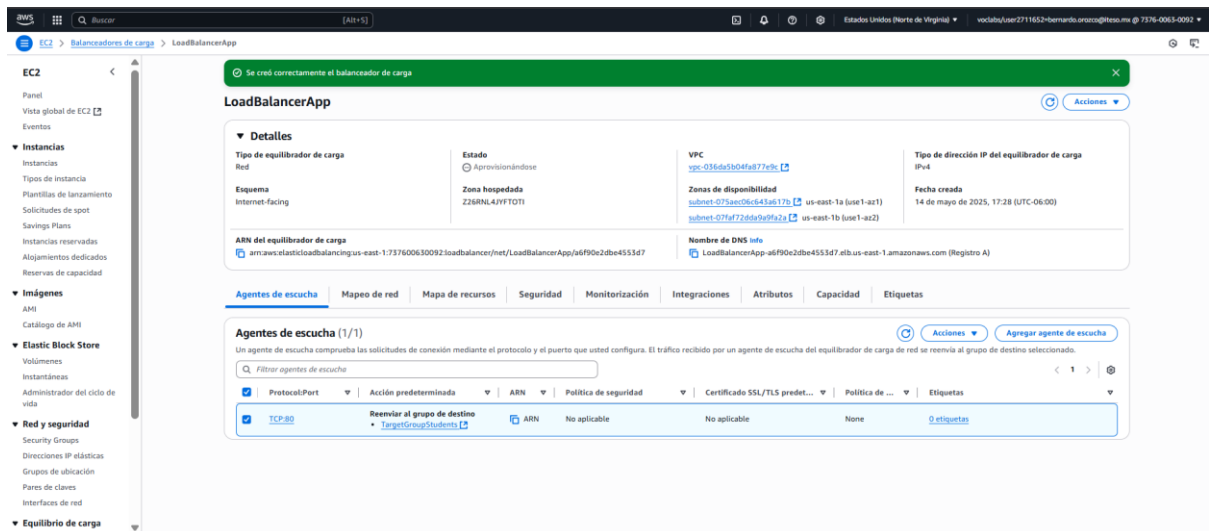 aws
Buscar
[Alt+S]
Estados Unidos (Norte de Virginia)
voclabs/user2711652=bernardo.orozco@iteso.mx @ 7376-0063-0092
EC2 > Balanceadores de carga > LoadBalancerApp
EC2
Panel
Vista global de EC2
Eventos
Instancias
Instancias
Tipos de instancia
Plantillas de lanzamiento
Solicitudes de spot
Savings Plans
Instancias reservadas
Alojamientos dedicados
Reservas de capacidad
Imágenes
AMI
Catálogo de AMI
Elastic Block Store
Volúmenes
Instantáneas
Administrador del ciclo de
vida
Red y seguridad
Security Groups
Direcciones IP elásticas
Grupos de ubicación
Pares de claves
Interfaces de red
Equilibrio de carga
Se creó correctamente el balanceador de carga
LoadBalancerApp
Acciones
Detalles
Tipo de equilibrador de carga
Red
Estado
Aprovisionándose
VPC
vpc-036da5b04fa877e9c
Tipo de dirección IP del equilibrador de carga
IPv4
Esquema
Internet-facing
Zona hospedada
Z26RNL4JYFTOTI
Zonas de disponibilidad
subnet-075aec06c643a617b us-east-1a (use1-az1)
subnet-07faf72dda9a9fa2a us-east-1b (use1-az2)
Fecha creada
14 de mayo de 2025, 17:28 (UTC-06:00)
ARN del equilibrador de carga
arn:aws:elasticloadbalancing:us-east-1:737600630092:loadbalancer/net/LoadBalancerApp/a6f90e2dbe4553d7
Nombre de DNS Info
LoadBalancerApp-a6f90e2dbe4553d7.elb.us-east-1.amazonaws.com (Registro A)
Agentes de escucha
Mapeo de red
Mapa de recursos
Seguridad
Monitorización
Integraciones
Atributos
Capacidad
Etiquetas
Agentes de escucha (1/1)
Acciones
Agregar agente de escucha
Un agente de escucha comprueba las solicitudes de conexión mediante el protocolo y el puerto que usted configura. El tráfico recibido por un agente de escucha del equilibrador de carga de red se reenvía al grupo de destino seleccionado.
Filtrar agentes de escucha
1
Protocol:Port
Acción predeterminada
ARN
Política de seguridad
Certificado SSL/TLS predet...
Política de ...
Etiquetas
TCP:80
Reenviar al grupo de destino
TargetGroupStudents
ARN
No aplicable
No aplicable
None
0 etiquetas